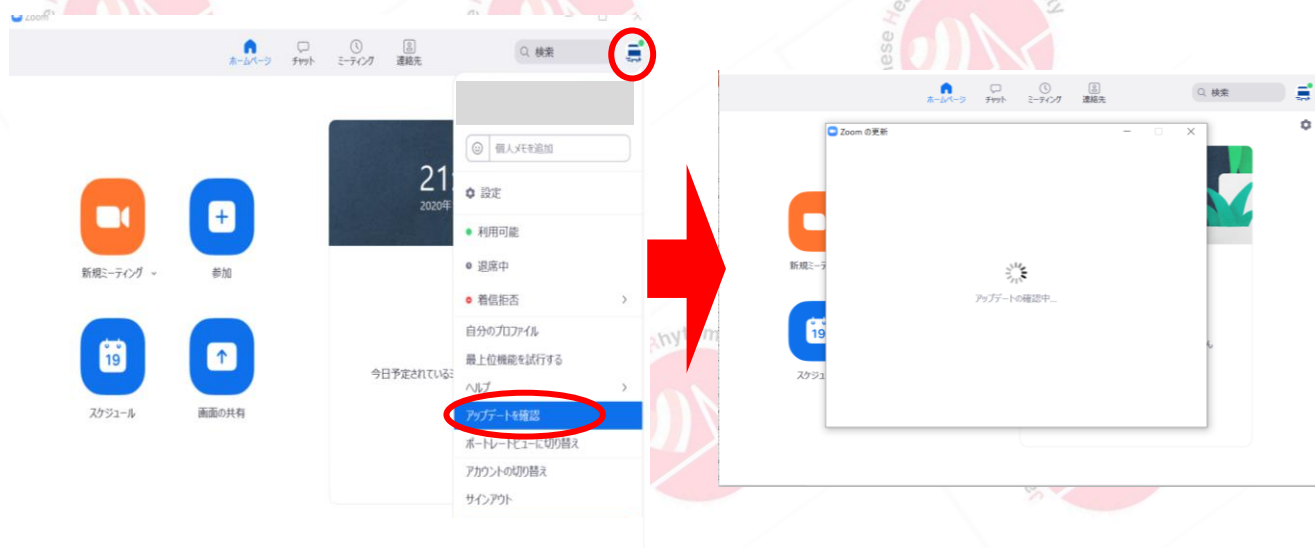 Zoom
ホームページ
チャット
ミーティング
連絡先
検索
個人メモを追加
設定
利用可能
退席中
着信拒否
自分のプロファイル
最上位機能を試行する
ヘルプ
アップデートを確認
ポートレートビューに切り替え
アカウントの切り替え
サインアウト
21:
2020年
新規ミーティング
参加
19
スケジュール
画面の共有
今日予定されている
ホームページ
チャット
ミーティング
連絡先
検索
Zoom の更新
アップデートの確認中...
新規ミーテ
19
スケジュ